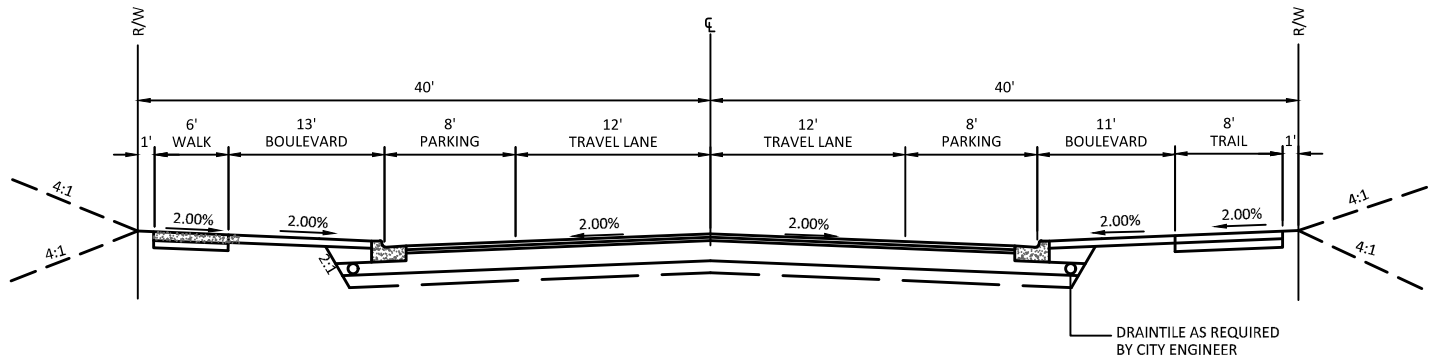 R/W
℄
R/W
40'
40'
1'
6'
WALK
13'
BOULEVARD
8'
PARKING
12'
TRAVEL LANE
12'
TRAVEL LANE
8'
PARKING
11'
BOULEVARD
8'
TRAIL
1'
4:1
4:1
2.00%
2.00%
2.00%
2.00%
2.00%
2.00%
4:1
4:1
2:1
DRAINTILE AS REQUIRED
BY CITY ENGINEER